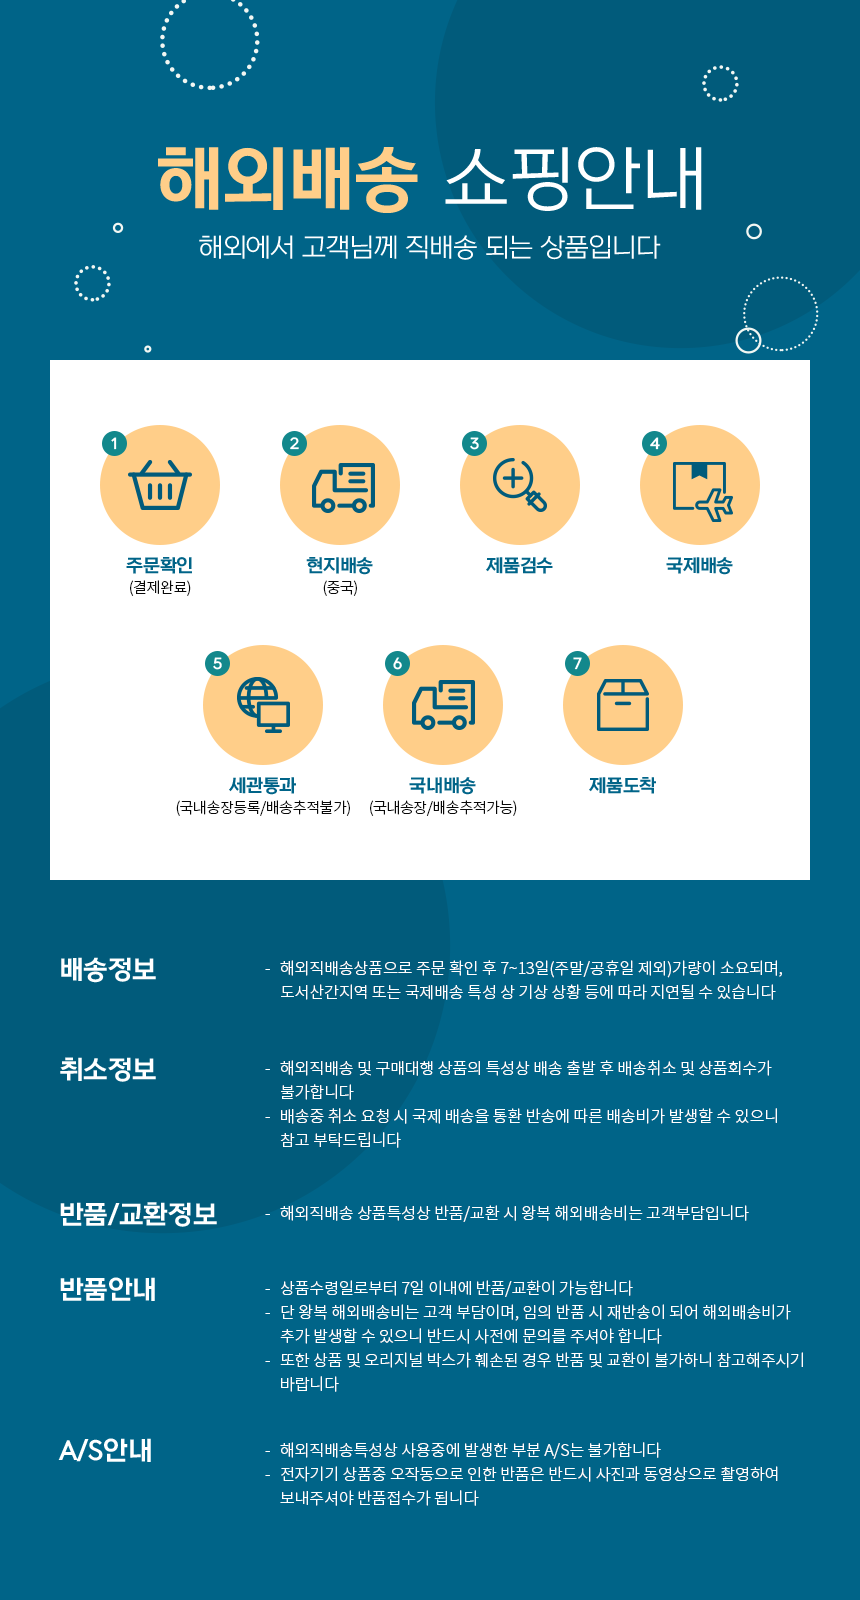 해외배송 쇼핑안내
해외에서 고객님께 직배송 되는 상품입니다
1
2
3
4
주문확인
(결제완료)
현지배송
(중국)
제품검수
국제배송
5
6
7
세관통과
(국내송장등록/배송추적불가)
국내배송
(국내송장/배송추적가능)
제품도착
배송정보
- 해외직배송상품으로 주문 확인 후 7~13일(주말/공휴일 제외)가량이 소요되며,
도서산간지역 또는 국제배송 특성 상 기상 상황 등에 따라 지연될 수 있습니다
취소정보
- 해외직배송 및 구매대행 상품의 특성상 배송 출발 후 배송취소 및 상품회수가
불가합니다
- 배송중 취소 요청 시 국제 배송을 통환 반송에 따른 배송비가 발생할 수 있으니
참고 부탁드립니다
반품/교환정보
- 해외직배송 상품특성상 반품/교환 시 왕복 해외배송비는 고객부담입니다
반품안내
- 상품수령일로부터 7일 이내에 반품/교환이 가능합니다
- 단 왕복 해외배송비는 고객 부담이며, 임의 반품 시 재반송이 되어 해외배송비가
추가 발생할 수 있으니 반드시 사전에 문의를 주셔야 합니다
- 또한 상품 및 오리지널 박스가 훼손된 경우 반품 및 교환이 불가하니 참고해주시기
바랍니다
A/S안내
- 해외직배송특성상 사용중에 발생한 부분 A/S는 불가합니다
- 전자기기 상품중 오작동으로 인한 반품은 반드시 사진과 동영상으로 촬영하여
보내주셔야 반품접수가 됩니다